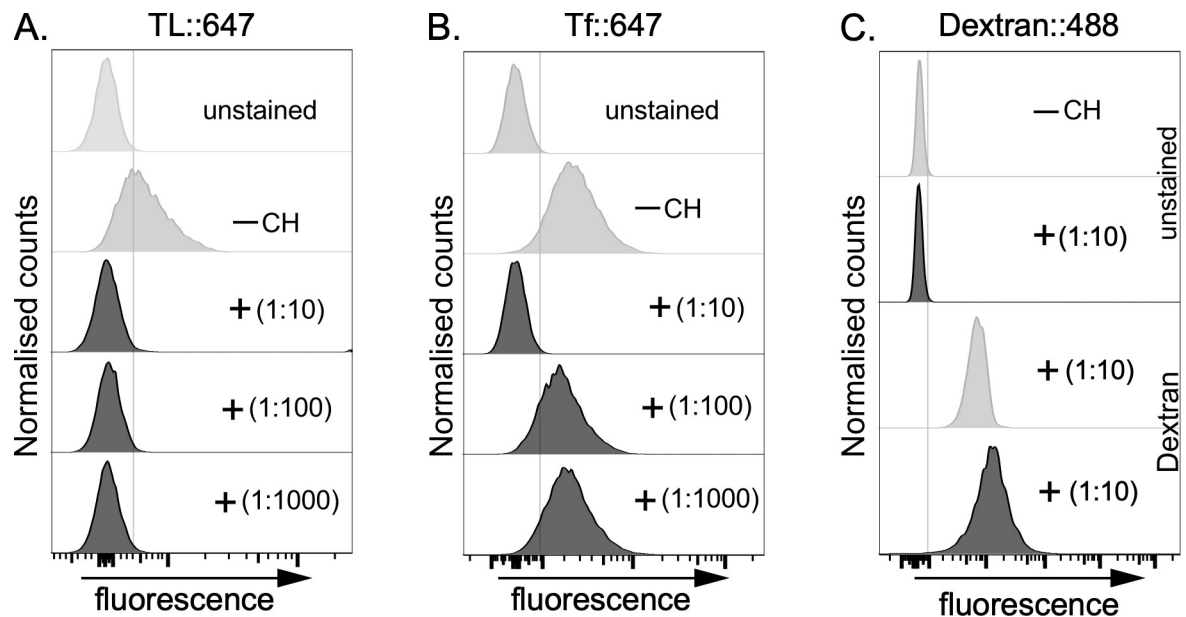 A.
TL::647
Normalised counts
unstained
—CH
+(1:10)
+(1:100)
+(1:1000)
fluorescence
B.
Tf::647
Normalised counts
unstained
—CH
+(1:10)
+(1:100)
+(1:1000)
fluorescence
C.
Dextran::488
Normalised counts
—CH
+(1:10)
unstained
+(1:10)
+(1:10)
Dextran
fluorescence